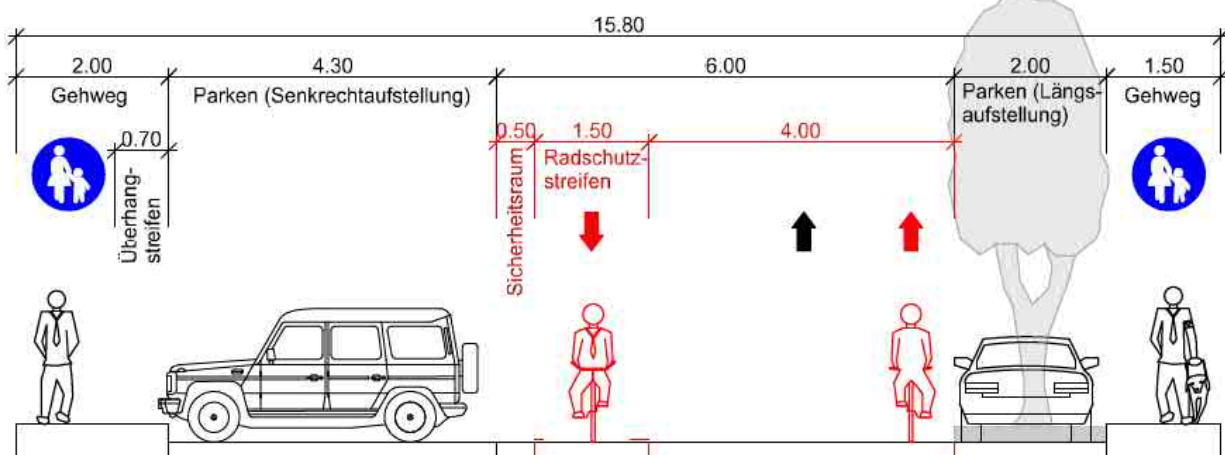 15.80
2.00
4.30
6.00
2.00
1.50
Gehweg
Parken (Senkrechtaufstellung)
Parken (Längs-
aufstellung)
Gehweg
0.70
0.50
1.50
4.00
Überhang-
streifen
Sicherheitsraum
Radschutz-
streifen